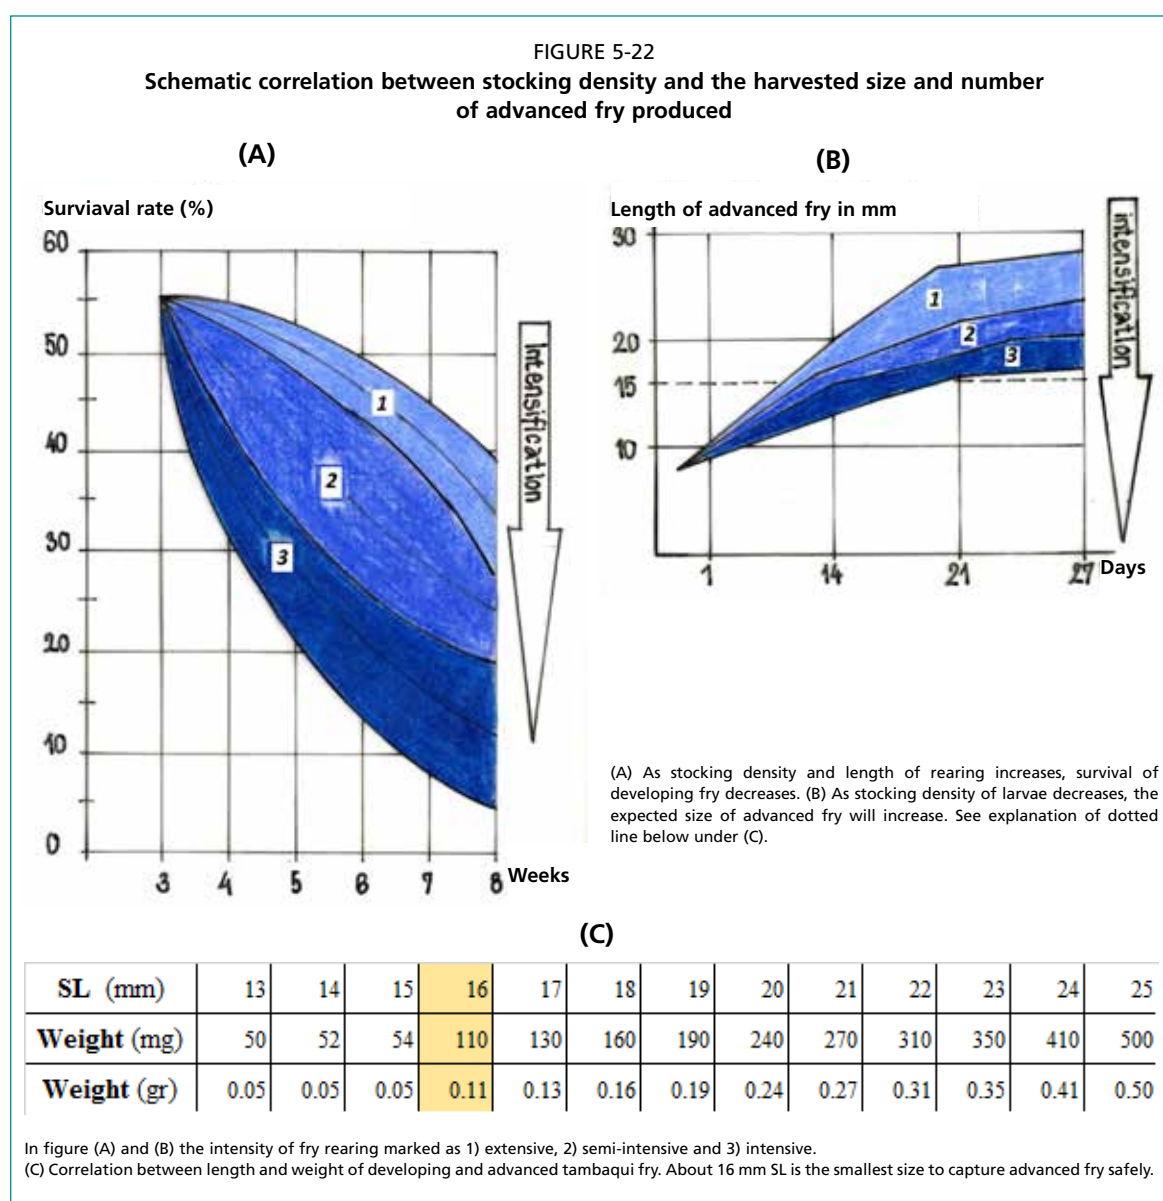 FIGURE 5-22
Schematic correlation between stocking density and the harvested size and number
of advanced fry produced
(A)
Surviaval rate (%)
60
50
40
30
20
10
0
3 4 5 6 7 8 Weeks
1
2
3
Intensification
(B)
Length of advanced fry in mm
30
20
15
10
1 14 21 27 Days
1
2
3
intensification
(A) As stocking density and length of rearing increases, survival of
developing fry decreases. (B) As stocking density of larvae decreases, the
expected size of advanced fry will increase. See explanation of dotted
line below under (C).
(C)
SL (mm) 13 14 15 16 17 18 19 20 21 22 23 24 25
Weight (mg) 50 52 54 110 130 160 190 240 270 310 350 410 500
Weight (gr) 0.05 0.05 0.05 0.11 0.13 0.16 0.19 0.24 0.27 0.31 0.35 0.41 0.50
In figure (A) and (B) the intensity of fry rearing marked as 1) extensive, 2) semi-intensive and 3) intensive.
(C) Correlation between length and weight of developing and advanced tambaqui fry. About 16 mm SL is the smallest size to capture advanced fry safely.